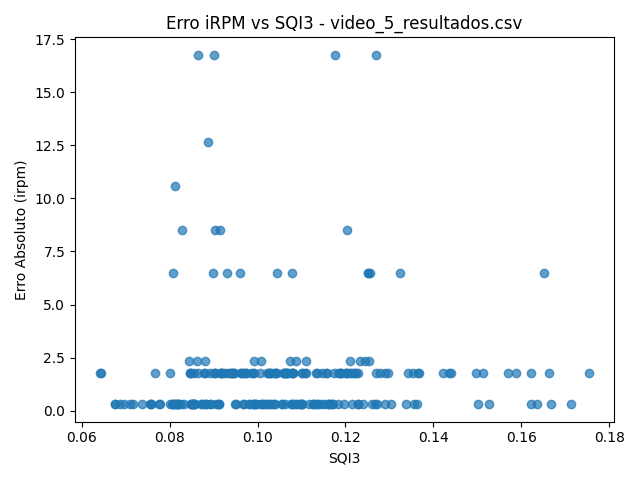 Erro iRPM vs SQI3 - video_5_resultados.csv
17.5
15.0
12.5
10.0
7.5
5.0
2.5
0.0
Erro Absoluto (irpm)
0.06 0.08 0.10 0.12 0.14 0.16 0.18
SQI3